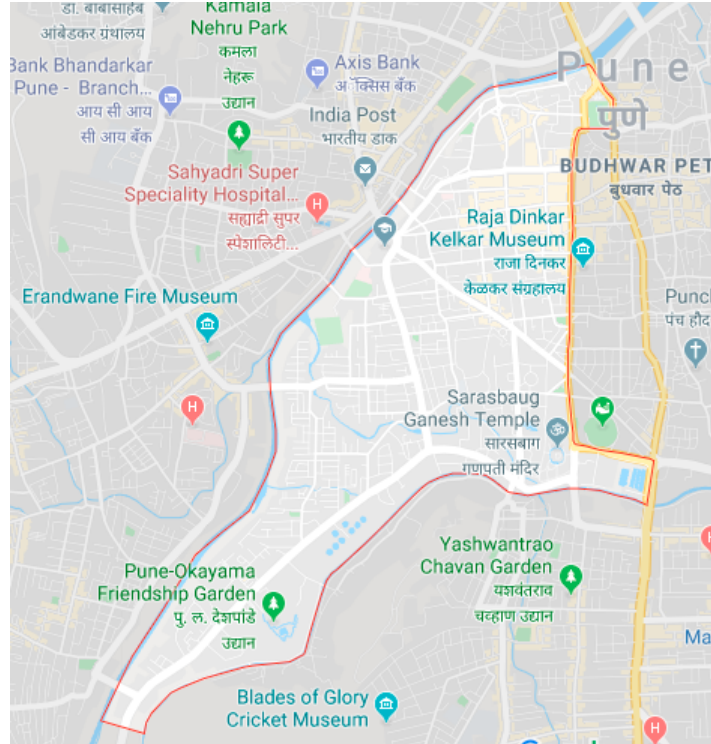 डॉ. बाबासाहेब
आंबेडकर ग्रंथालय
Kamala
Nehru Park
कमला
नेहरू
उद्यान
Bank Bhandarkar
Pune - Branch...
आय सी आय
सी आय बॅंक
Axis Bank
अ‍ॅक्सिस बँक
India Post
भारतीय डाक
Pune
पुणे
BUDHWAR PET
बुधवार पेठ
Sahyadri Super
Speciality Hospital...
सह्याद्री सुपर
स्पेशालिटी...
H
Raja Dinkar
Kelkar Museum
राजा दिनकर
केळकर संग्रहालय
Erandwane Fire Museum
Punc
पंच हौद
H
Sarasbaug
Ganesh Temple
सारसबाग
गणपती मंदिर
Yashwantrao
Chavan Garden
यशवंतराव
चव्हाण उद्यान
H
Pune-Okayama
Friendship Garden
पु. ल. देशपांडे
उद्यान
Ma
Blades of Glory
Cricket Museum
H